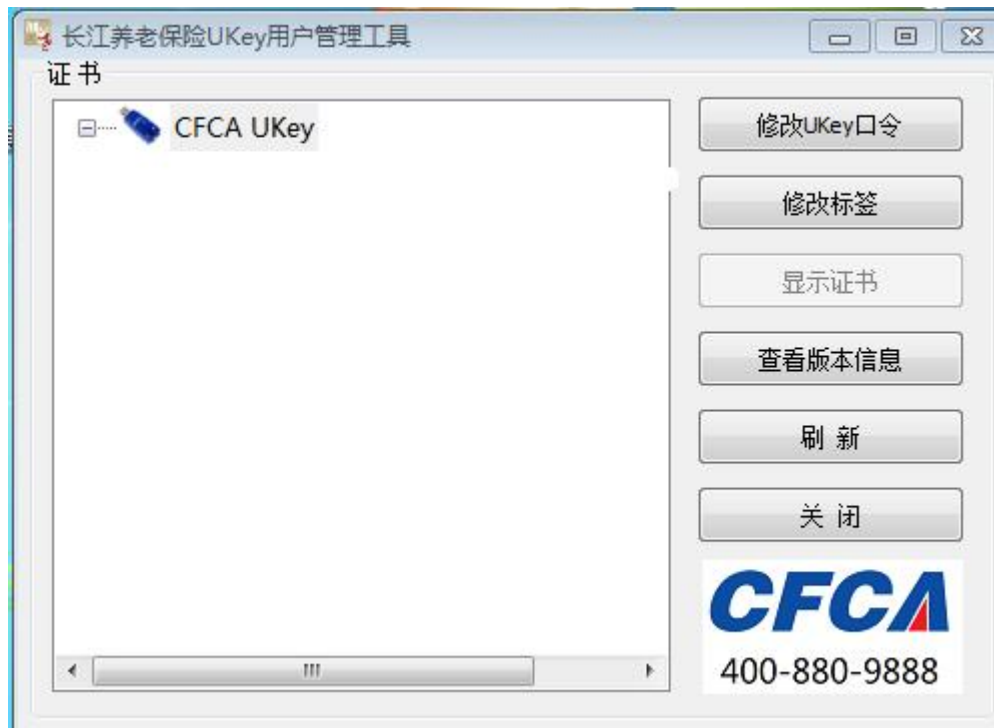 长江养老保险UKey用户管理工具
证书
CFCA UKey
修改UKey口令
修改标签
显示证书
查看版本信息
刷新
关闭
CFCA
400-880-9888